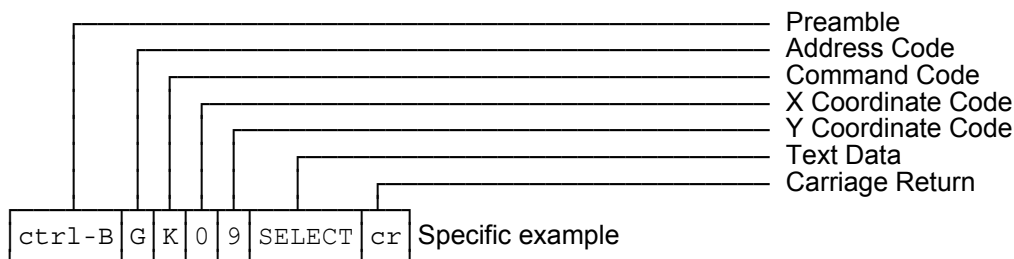 Preamble
Address Code
Command Code
X Coordinate Code
Y Coordinate Code
Text Data
Carriage Return
ctrl-B G K 0 9 SELECT cr Specific example